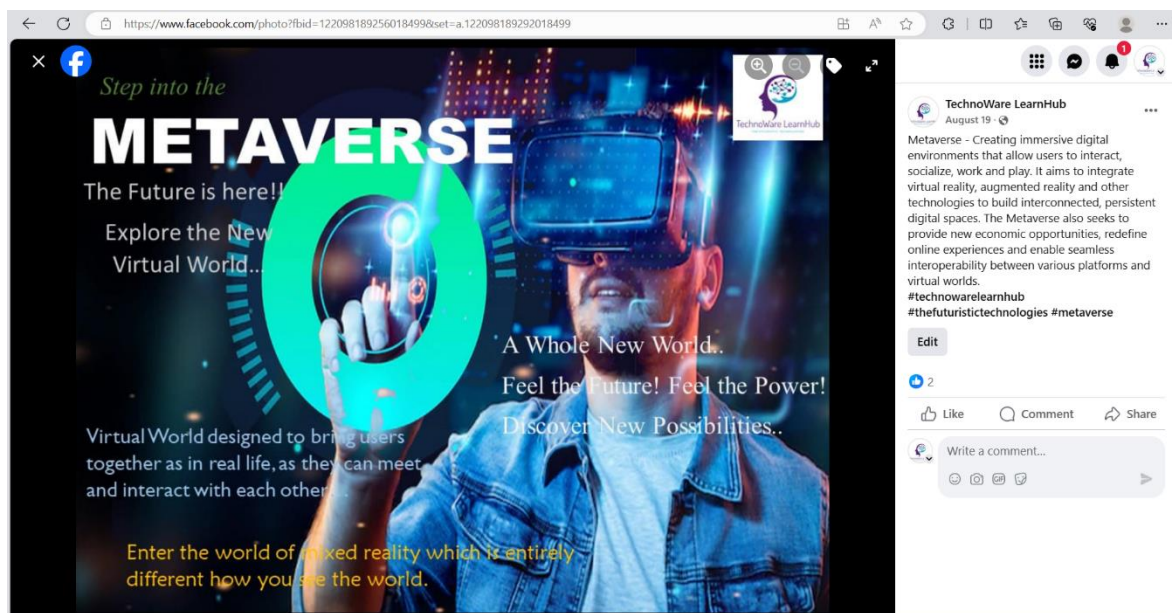 https://www.facebook.com/photo?fbid=122098189256018499&set=a.122098189292018499
Step into the
METAVERSE
The Future is here!!
Explore the New
Virtual World..
TechnoWare LearnHub
A Whole New World..
Feel the Future! Feel the Power!
Discover New Possibilities..
Virtual World designed to bring users
together as in real life, as they can meet
and interact with each other...
Enter the world of mixed reality which is entirely
different how you see the world.
1
TechnoWare LearnHub
August 19
Metaverse - Creating immersive digital
environments that allow users to interact,
socialize, work and play. It aims to integrate
virtual reality, augmented reality and other
technologies to build interconnected, persistent
digital spaces. The Metaverse also seeks to
provide new economic opportunities, redefine
online experiences and enable seamless
interoperability between various platforms and
virtual worlds.
#technowarelearnhub
#thefuturistictechnologies #metaverse
Edit
2
Like Comment Share
Write a comment...
GIF